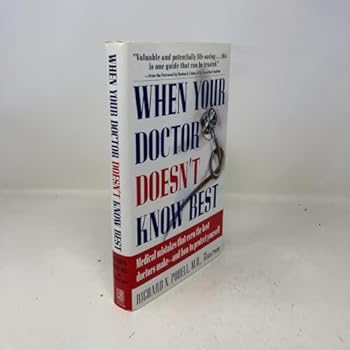 "Valuable and potentially life-saving . . . this
is one guide that can be trusted."
WHEN YOUR
DOCTOR
DOESN'T
KNOW BEST
Medical mistakes that even the best
doctors make—and how to protect yourself
RICHARD N. PODELL, M.D.,
WHEN YOUR DOCTOR DOESN'T KNOW BEST